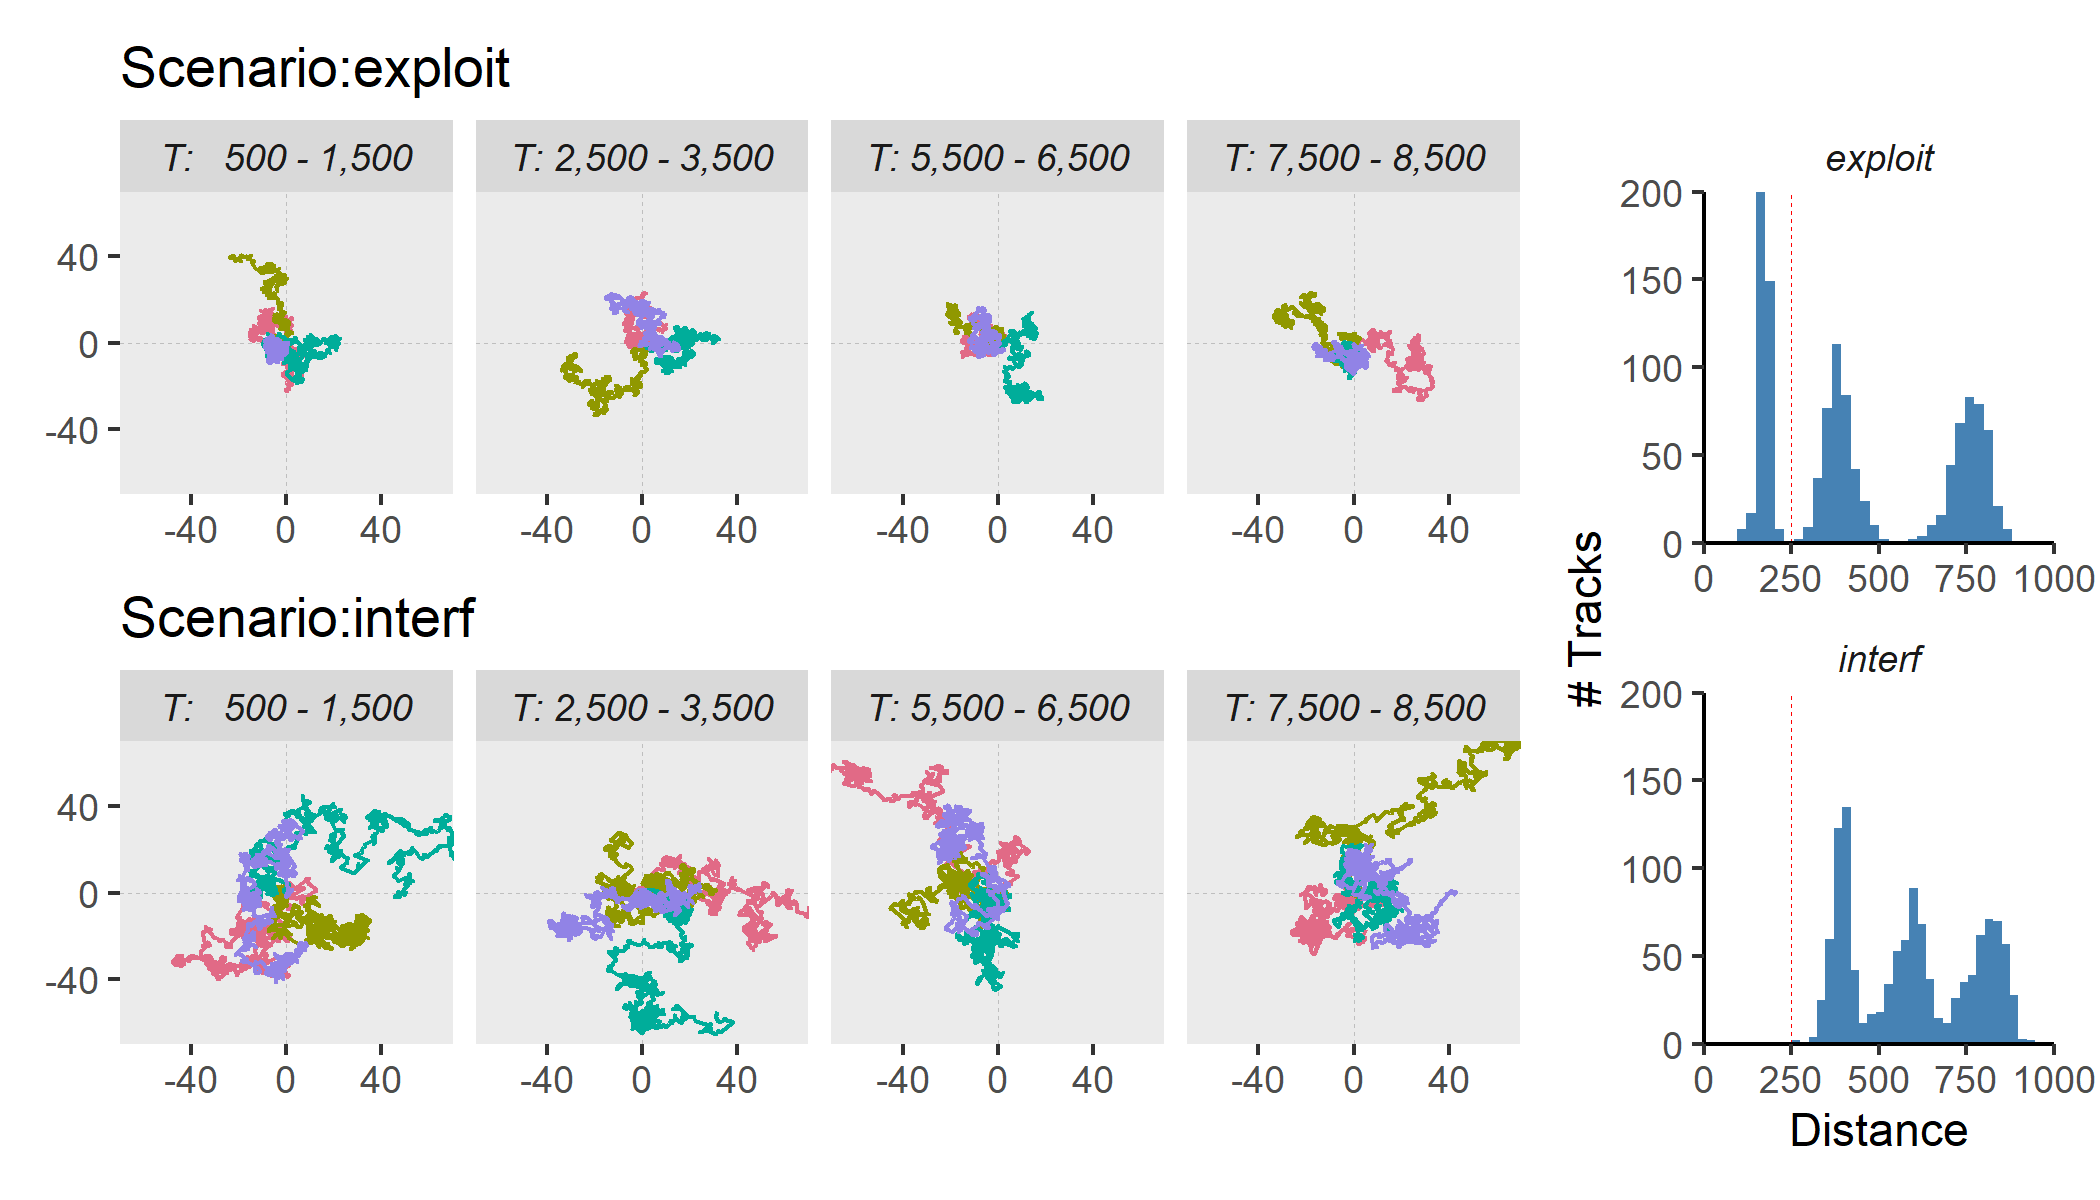 Scenario:exploit
T: 500 - 1,500
T: 2,500 - 3,500
T: 5,500 - 6,500
T: 7,500 - 8,500
40
0
-40
-40 0 40
-40 0 40
-40 0 40
-40 0 40
Scenario:interf
T: 500 - 1,500
T: 2,500 - 3,500
T: 5,500 - 6,500
T: 7,500 - 8,500
40
0
-40
-40 0 40
-40 0 40
-40 0 40
-40 0 40
# Tracks
exploit
200
150
100
50
0
0 250 500 750 1000
interf
200
150
100
50
0
0 250 500 750 1000
Distance